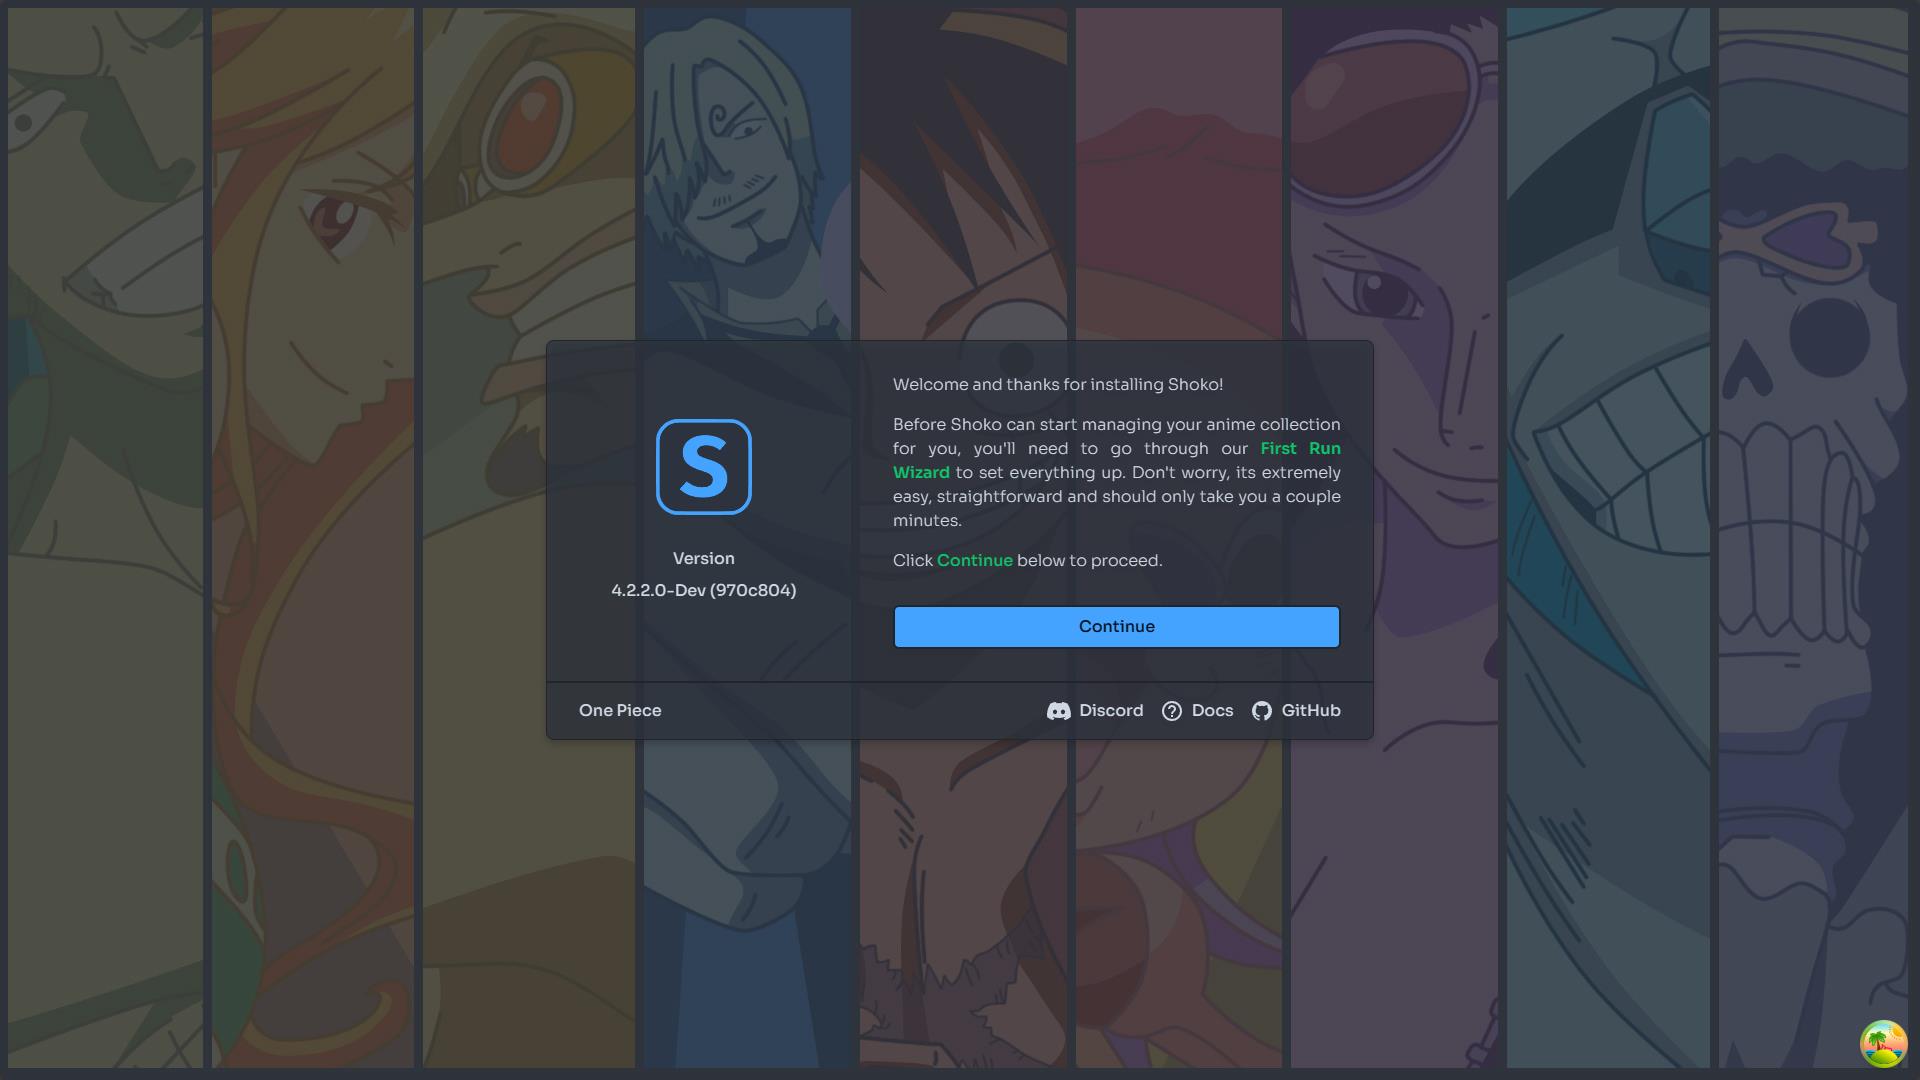 Welcome and thanks for installing Shoko!
Before Shoko can start managing your anime collection
for you, you'll need to go through our First Run
Wizard to set everything up. Don't worry, its extremely
easy, straightforward and should only take you a couple
minutes.
Click Continue below to proceed.
S
Version
4.2.2.0-Dev (970c804)
Continue
One Piece
Discord
Docs
GitHub